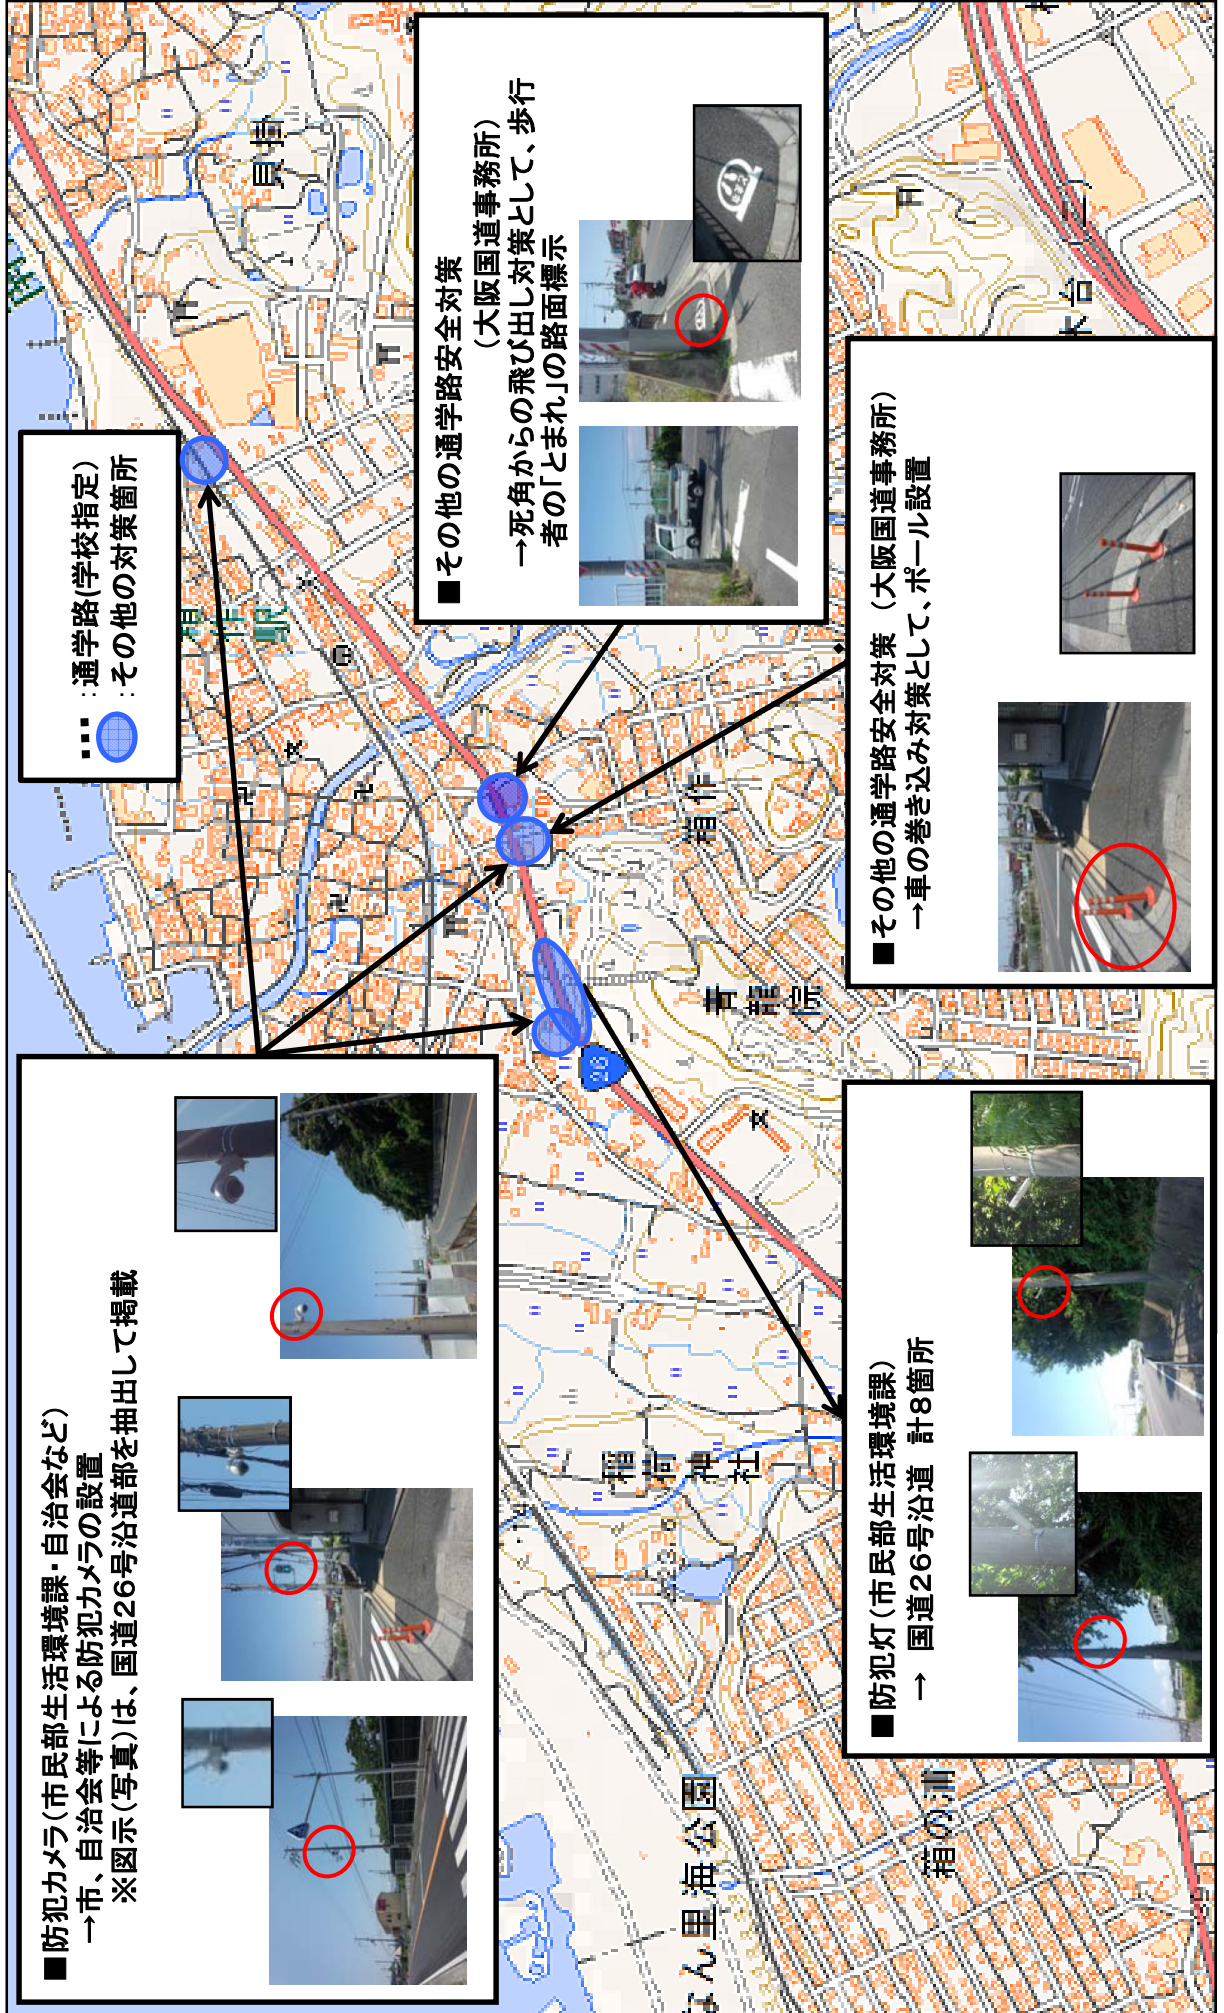 ■防犯カメラ(市民部生活環境課・自治会など)
→市、自治会等による防犯カメラの設置
※図示(写真)は、国道26号沿道部を抽出して掲載
:通学路(学校指定)
:その他の対策箇所
■その他の通学路安全対策
(大阪国道事務所)
→死角からの飛び出し対策として、歩行
者の「とまれ」の路面標示
■防犯灯(市民部生活環境課)
→ 国道26号沿道 計8箇所
■その他の通学路安全対策 (大阪国道事務所)
→車の巻き込み対策として、ポール設置
貝掛
箱作駅
箱作
青龍院
26
稲荷神社
なん里海公園
箱の浦